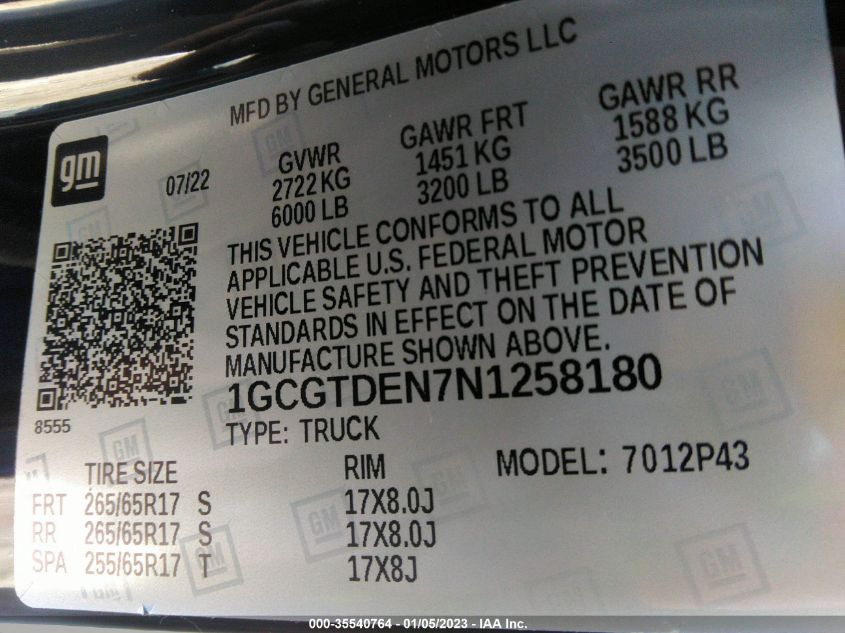 MFD BY GENERAL MOTORS LLC
gm
07/22
GVWR
2722 KG
6000 LB
GAWR FRT
1451 KG
3200 LB
GAWR RR
1588 KG
3500 LB
THIS VEHICLE CONFORMS TO ALL
APPLICABLE U.S. FEDERAL MOTOR
VEHICLE SAFETY AND THEFT PREVENTION
STANDARDS IN EFFECT ON THE DATE OF
MANUFACTURE SHOWN ABOVE.
8555
1GCGTDEN7N1258180
TYPE: TRUCK
TIRE SIZE RIM MODEL: 7012P43
FRT 265/65R17 S 17X8.0J
RR 265/65R17 S 17X8.0J
SPA 255/65R17 T 17X8J
000-35540764 — 01/05/2023 — IAA Inc.